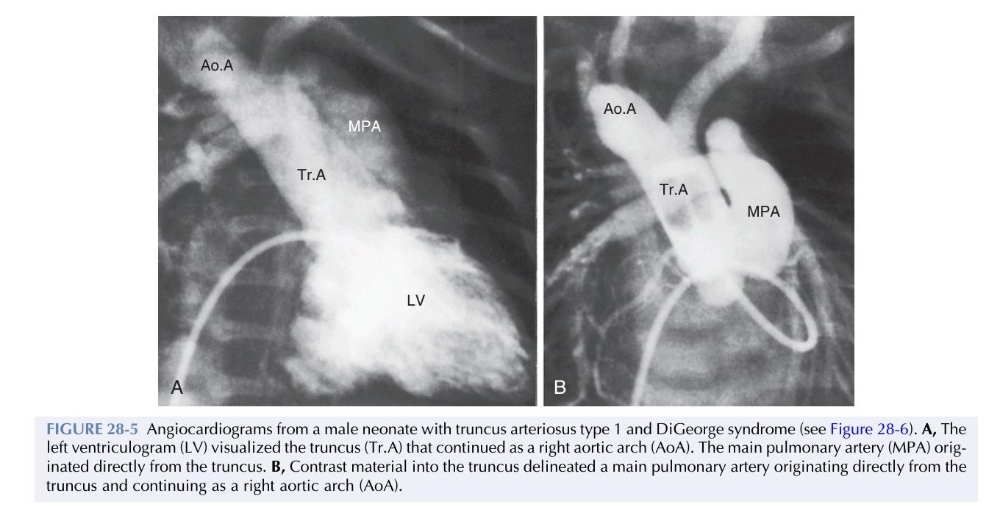 Ao.A
MPA
Tr.A
LV
A
Ao.A
Tr.A
MPA
B
FIGURE 28-5 Angiocardiograms from a male neonate with truncus arteriosus type 1 and DiGeorge syndrome (see Figure 28-6). A, The
left ventriculogram (LV) visualized the truncus (Tr.A) that continued as a right aortic arch (AoA). The main pulmonary artery (MPA) orig-
inated directly from the truncus. B, Contrast material into the truncus delineated a main pulmonary artery originating directly from the
truncus and continuing as a right aortic arch (AoA).